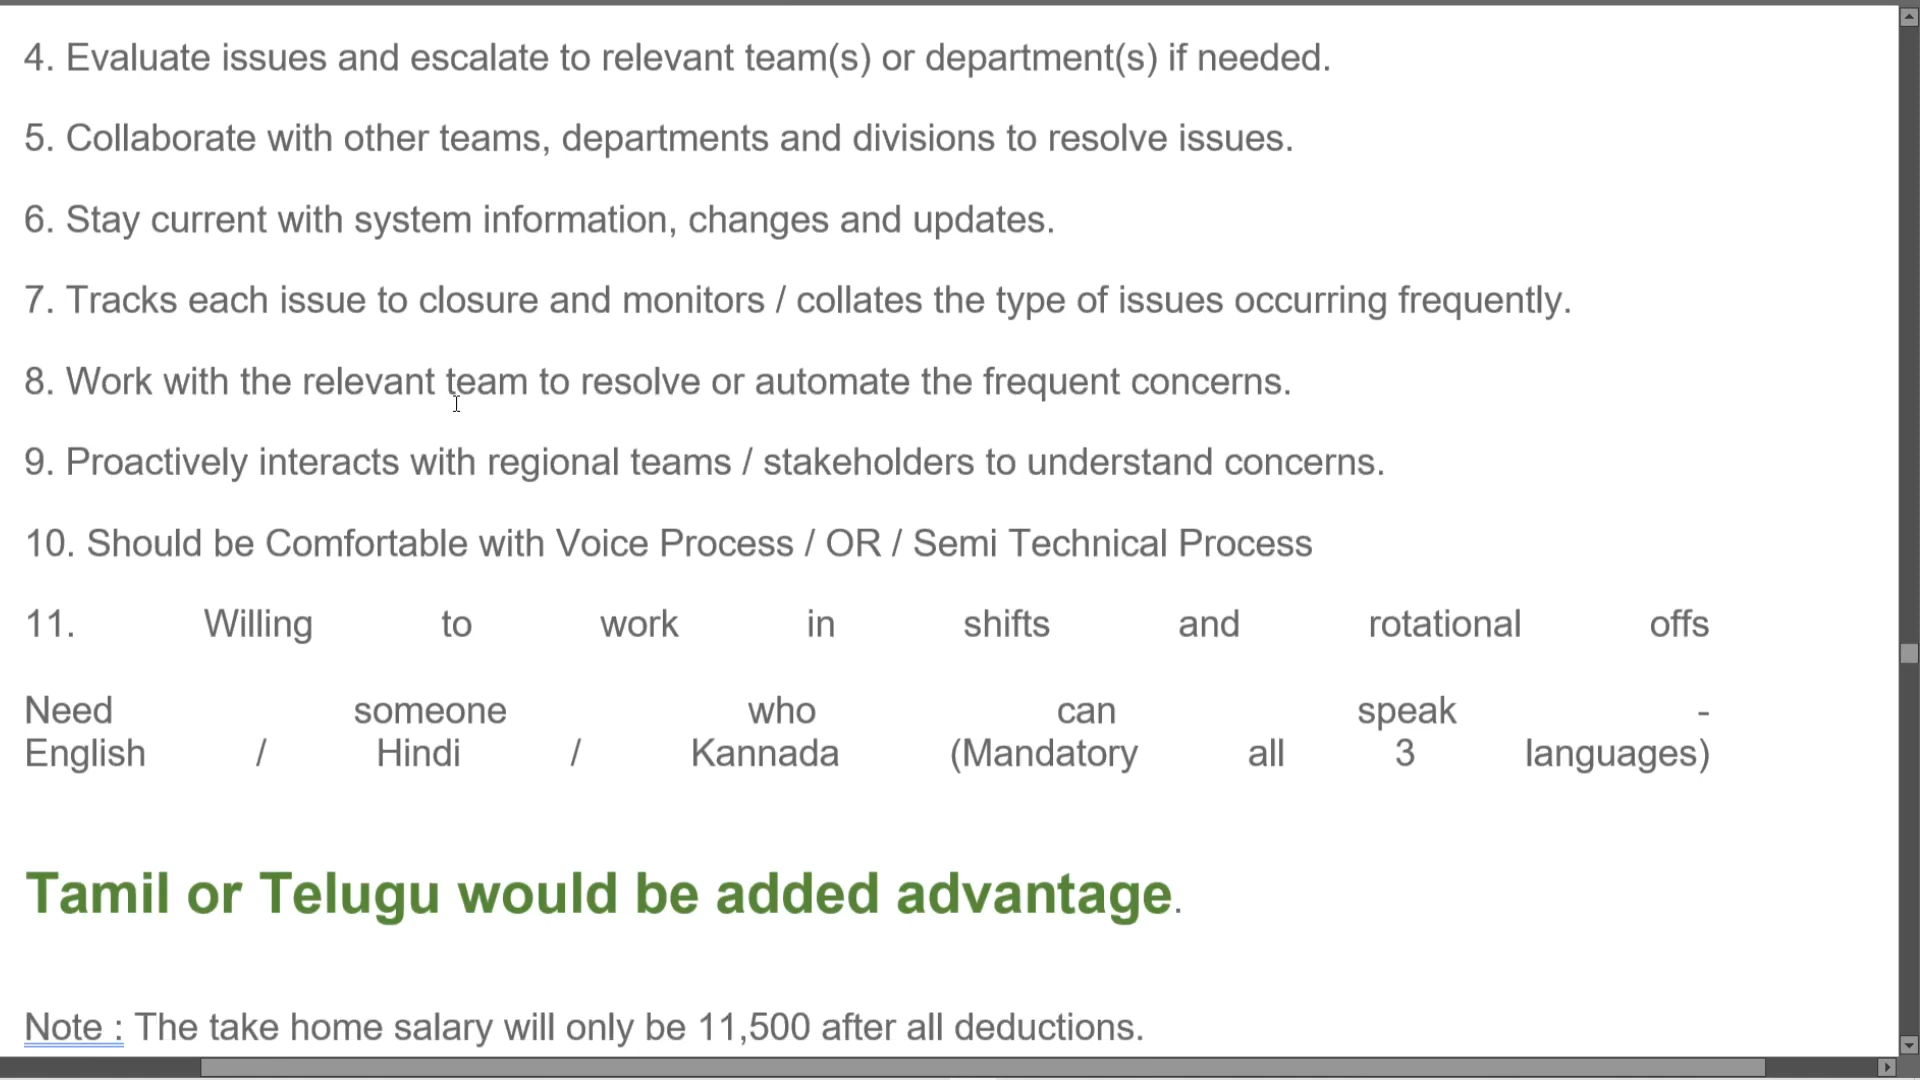 4. Evaluate issues and escalate to relevant team(s) or department(s) if needed.
5. Collaborate with other teams, departments and divisions to resolve issues.
6. Stay current with system information, changes and updates.
7. Tracks each issue to closure and monitors / collates the type of issues occurring frequently.
8. Work with the relevant team to resolve or automate the frequent concerns.
9. Proactively interacts with regional teams / stakeholders to understand concerns.
10. Should be Comfortable with Voice Process / OR / Semi Technical Process
11. Willing to work in shifts and rotational offs
Need someone who can speak -
English / Hindi / Kannada (Mandatory all 3 languages)
Tamil or Telugu would be added advantage.
Note : The take home salary will only be 11,500 after all deductions.